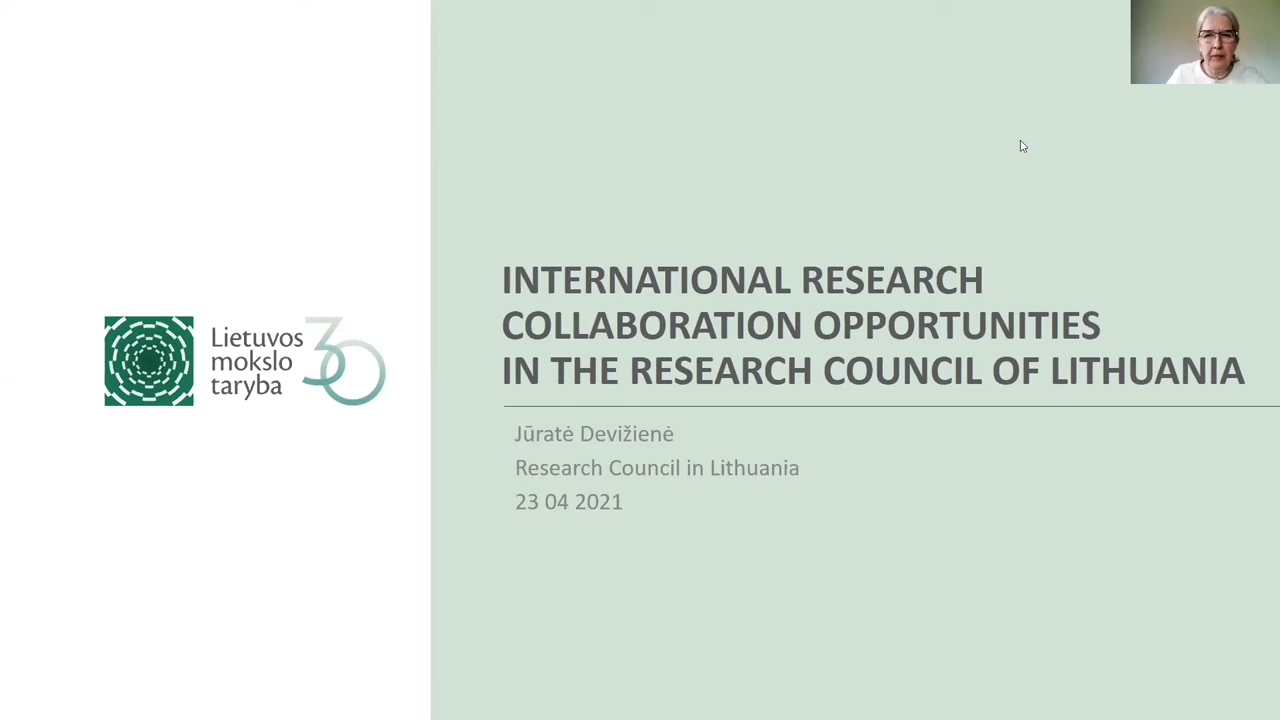 Lietuvos
mokslo
taryba
30
INTERNATIONAL RESEARCH
COLLABORATION OPPORTUNITIES
IN THE RESEARCH COUNCIL OF LITHUANIA
Jūratė Devižienė
Research Council in Lithuania
23 04 2021